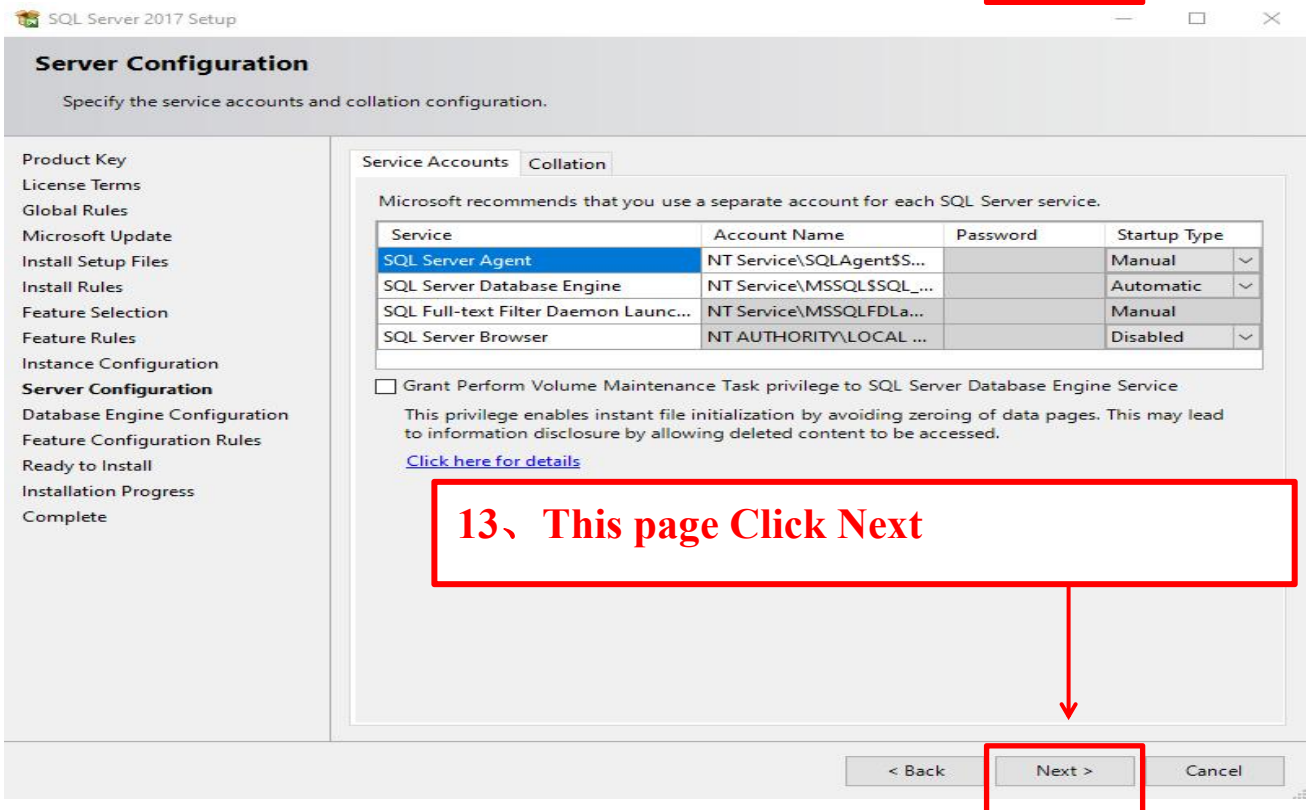 SQL Server 2017 Setup
Server Configuration
Specify the service accounts and collation configuration.
Product Key
License Terms
Global Rules
Microsoft Update
Install Setup Files
Install Rules
Feature Selection
Feature Rules
Instance Configuration
Server Configuration
Database Engine Configuration
Feature Configuration Rules
Ready to Install
Installation Progress
Complete
Service Accounts Collation
Microsoft recommends that you use a separate account for each SQL Server service.
Service Account Name Password Startup Type
SQL Server Agent NT Service\SQLAgent$S... Manual
SQL Server Database Engine NT Service\MSSQL$SQL_... Automatic
SQL Full-text Filter Daemon Launc... NT Service\MSSQLFDLa... Manual
SQL Server Browser NT AUTHORITY\LOCAL ... Disabled
Grant Perform Volume Maintenance Task privilege to SQL Server Database Engine Service
This privilege enables instant file initialization by avoiding zeroing of data pages. This may lead
to information disclosure by allowing deleted content to be accessed.
Click here for details
13、This page Click Next
< Back Next > Cancel